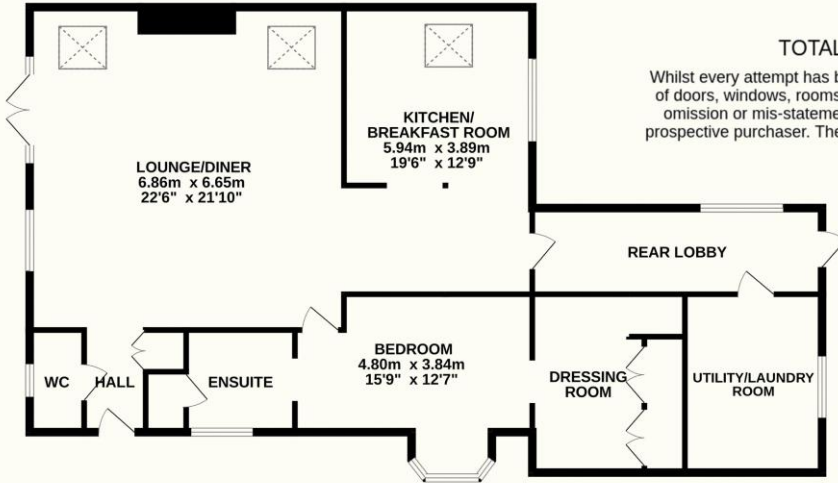 TOTAL
Whilst every attempt has b
of doors, windows, rooms
omission or mis-stateme
prospective purchaser. The
KITCHEN/
BREAKFAST ROOM
5.94m x 3.89m
19'6" x 12'9"
LOUNGE/DINER
6.86m x 6.65m
22'6" x 21'10"
REAR LOBBY
BEDROOM
4.80m x 3.84m
15'9" x 12'7"
WC
HALL
ENSUITE
DRESSING
ROOM
UTILITY/LAUNDRY
ROOM